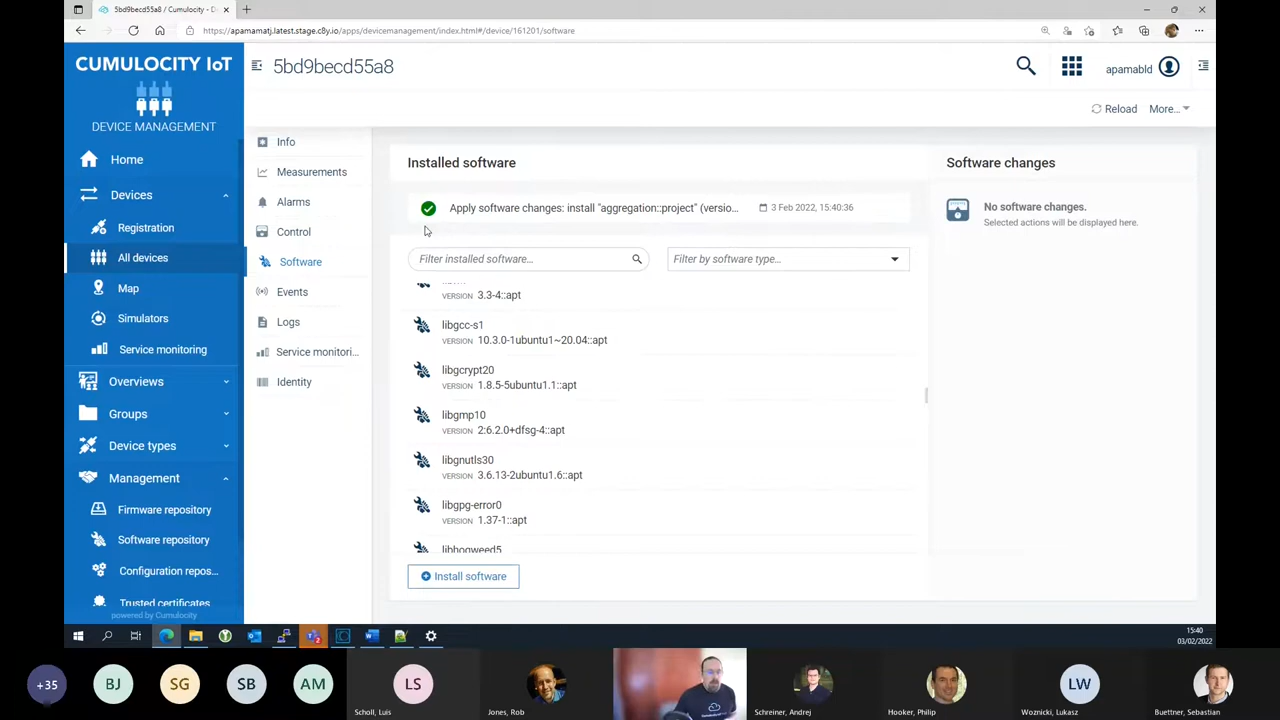 5bd9becd55a8 / Cumulocity - D
https://apamamatj.latest.stage.c8y.io/apps/devicemanagement/index.html#/device/161201/software
CUMULOCITY IoT
DEVICE MANAGEMENT
Home
Devices
Registration
All devices
Map
Simulators
Service monitoring
Overviews
Groups
Device types
Management
Firmware repository
Software repository
Configuration repos...
Trusted certificates
powered by Cumulocity
5bd9becd55a8
apamabld
Reload
More...
Info
Measurements
Alarms
Control
Software
Events
Logs
Service monitori...
Identity
Installed software
Apply software changes: install "aggregation::project" (versio...
3 Feb 2022, 15:40:36
Filter installed software...
Filter by software type...
VERSION 3.3-4::apt
libgcc-s1
VERSION 10.3.0-1ubuntu1~20.04::apt
libgcrypt20
VERSION 1.8.5-5ubuntu1.1::apt
libgmp10
VERSION 2:6.2.0+dfsg-4::apt
libgnutls30
VERSION 3.6.13-2ubuntu1.6::apt
libgpg-error0
VERSION 1.37-1::apt
libhogweed5
Install software
Software changes
No software changes.
Selected actions will be displayed here.
15:40
03/02/2022
+35
BJ
SG
SB
AM
LS
LW
Scholl, Luis
Jones, Rob
Schreiner, Andrej
Hooker, Philip
Woznicki, Lukasz
Buettner, Sebastian